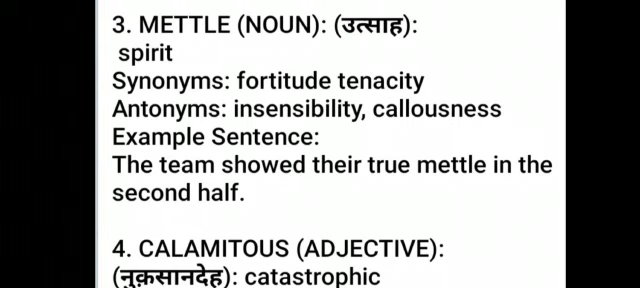 3. METTLE (NOUN): (उत्साह):
spirit
Synonyms: fortitude tenacity
Antonyms: insensibility, callousness
Example Sentence:
The team showed their true mettle in the
second half.
4. CALAMITOUS (ADJECTIVE):
(नुक़सानदेह): catastrophic